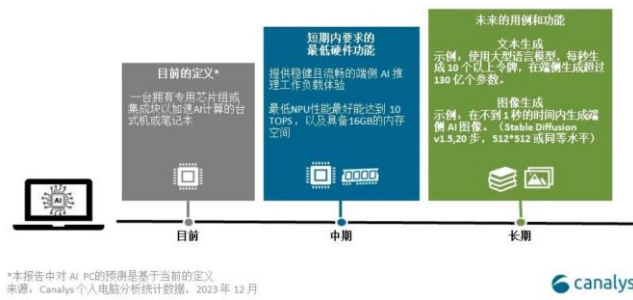 目前的定义*
一台拥有专用芯片组或
集成块以加速AI计算的台
式机或笔记本
短期内要求的
最低硬件功能
提供稳健且流畅的端侧 AI 推
理工作负载体验
最低NPU性能最好能达到 10
TOPS，以及具备16GB的内存
空间
未来的用例和功能
文本生成
示例：使用大型语言模型，每秒生
成 10 个以上令牌，在端侧生成超过
130 亿个参数。
图像生成
示例：在不到 1 秒的时间内生成端
侧 AI 图像。（Stable Diffusion
v1.5,20 步，512*512 或同等水平）
AI
目前
中期
长期
*本报告中对 AI PC的预测是基于当前的定义
来源：Canalys 个人电脑分析统计数据，2023 年 12 月
canalys